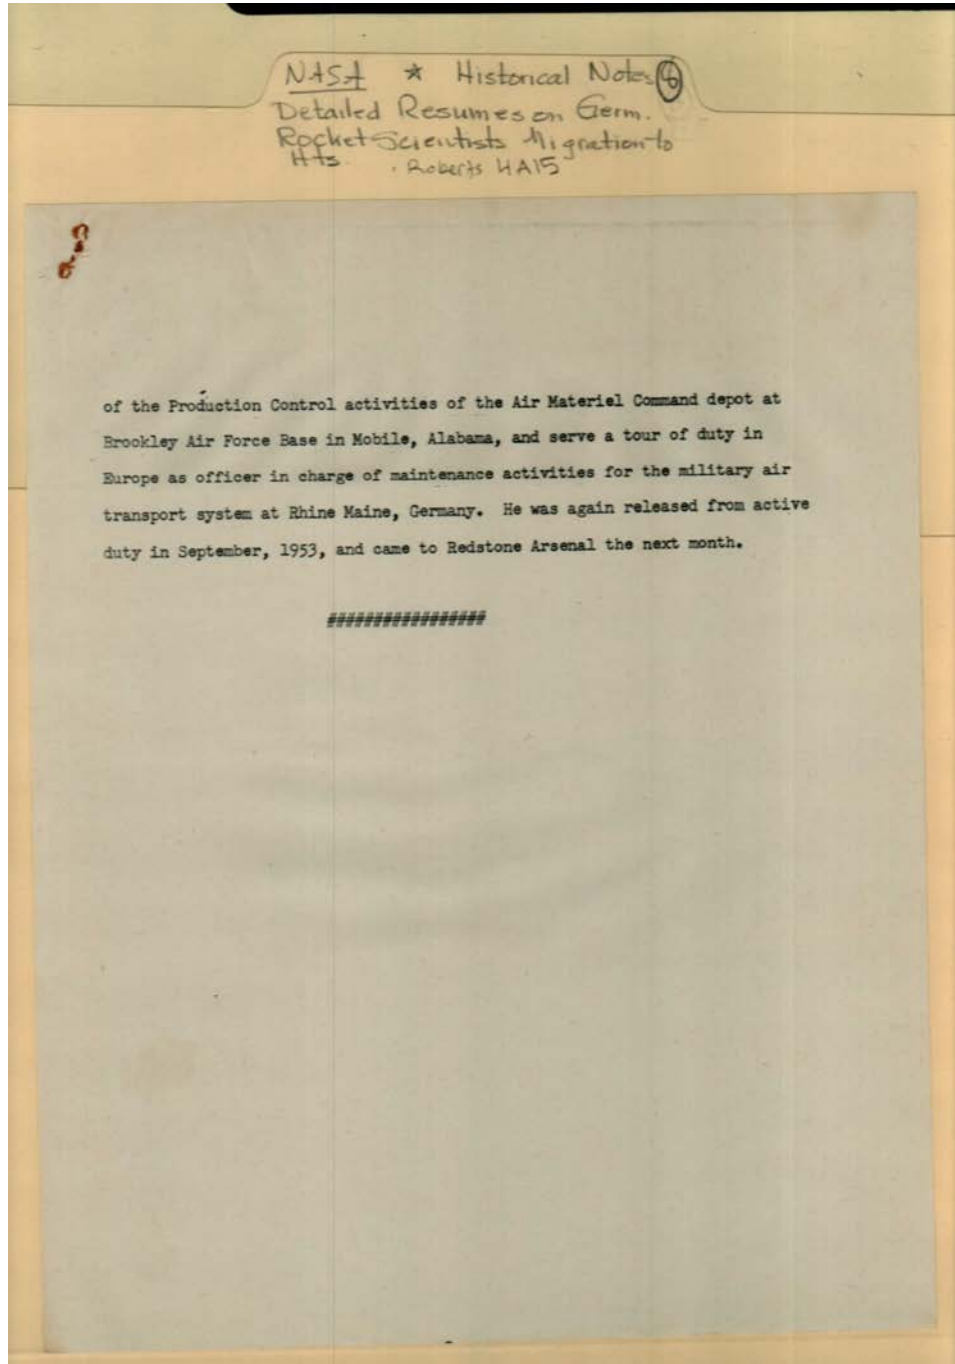 NASA * Historical Notes 8
Detailed Resumes on Germ.
Rocket Scientists Migration to
Hts. . Roberts HA15
of the Production Control activities of the Air Materiel Command depot at
Brookley Air Force Base in Mobile, Alabama, and serve a tour of duty in
Europe as officer in charge of maintenance activities for the military air
transport system at Rhine Maine, Germany. He was again released from active
duty in September, 1953, and came to Redstone Arsenal the next month.
#################